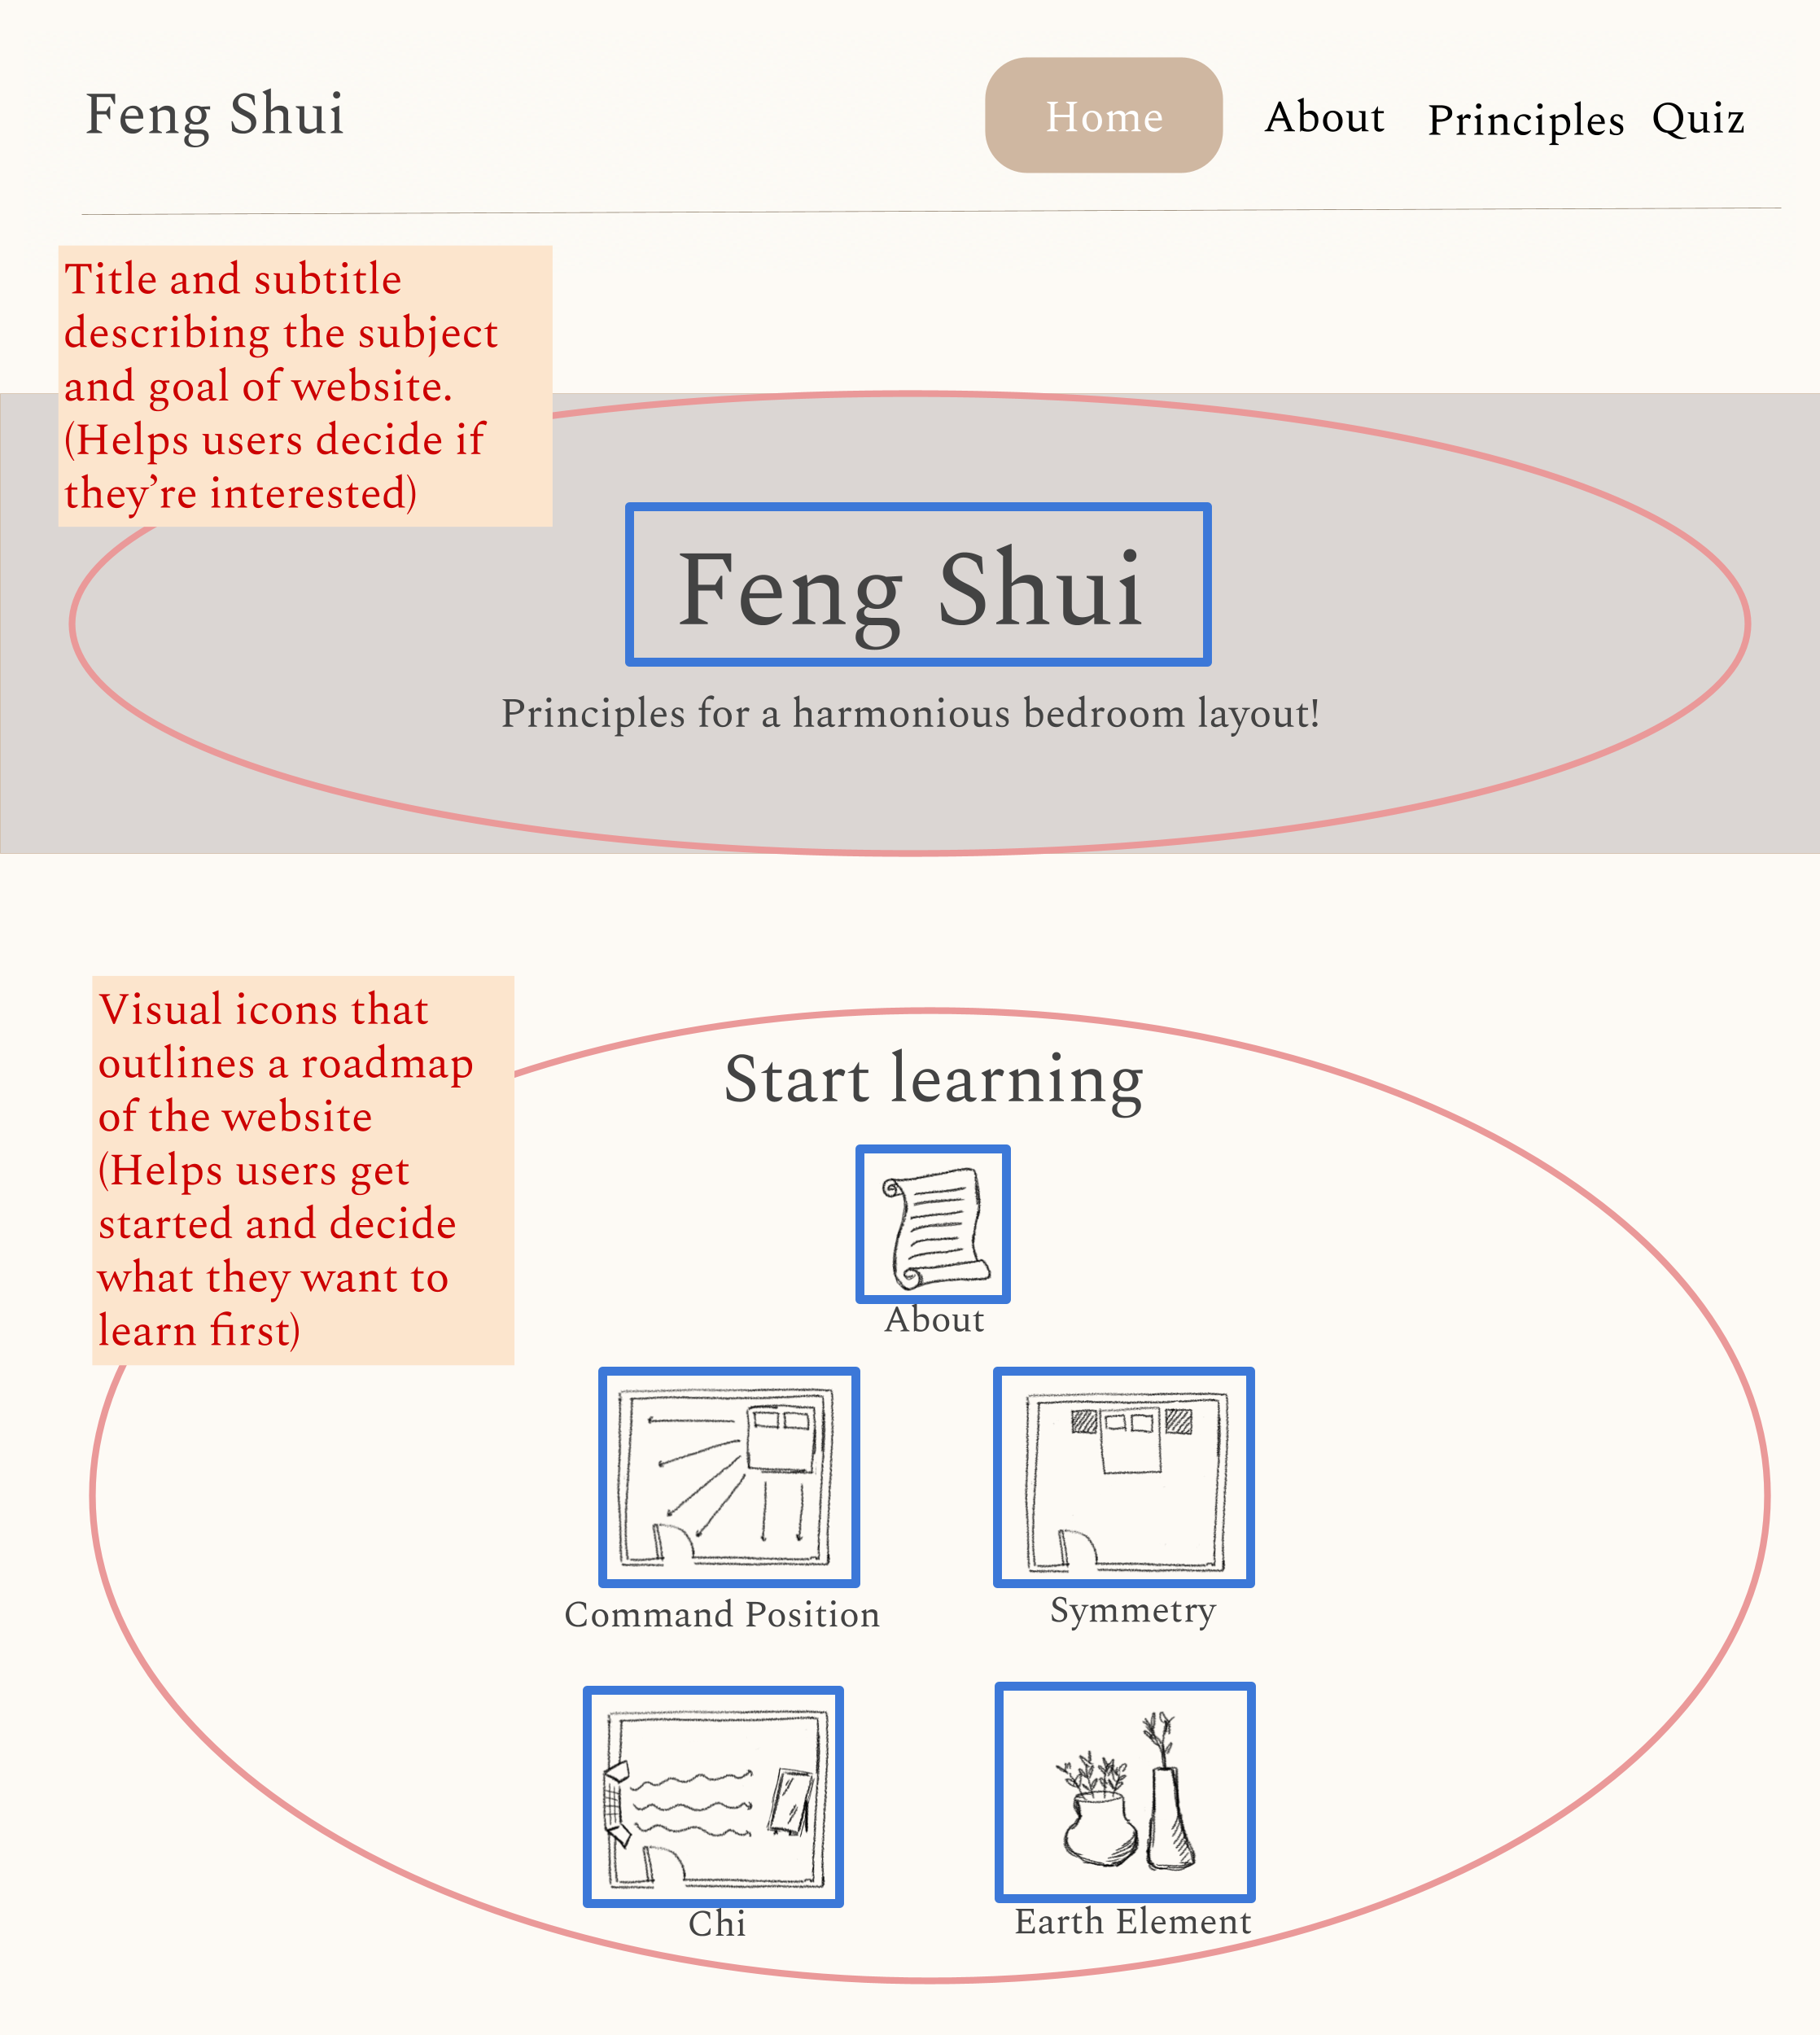 Feng Shui
Home About Principles Quiz
Title and subtitle
describing the subject
and goal of website.
(Helps users decide if
they’re interested)
Feng Shui
Principles for a harmonious bedroom layout!
Visual icons that
outlines a roadmap
of the website
(Helps users get
started and decide
what they want to
learn first)
Start learning
About
Command Position
Symmetry
Chi
Earth Element